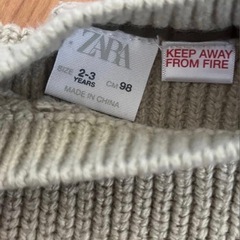 ZARA
SIZE 2-3 YEARS CM 98
MADE IN CHINA
KEEP AWAY
FROM FIRE